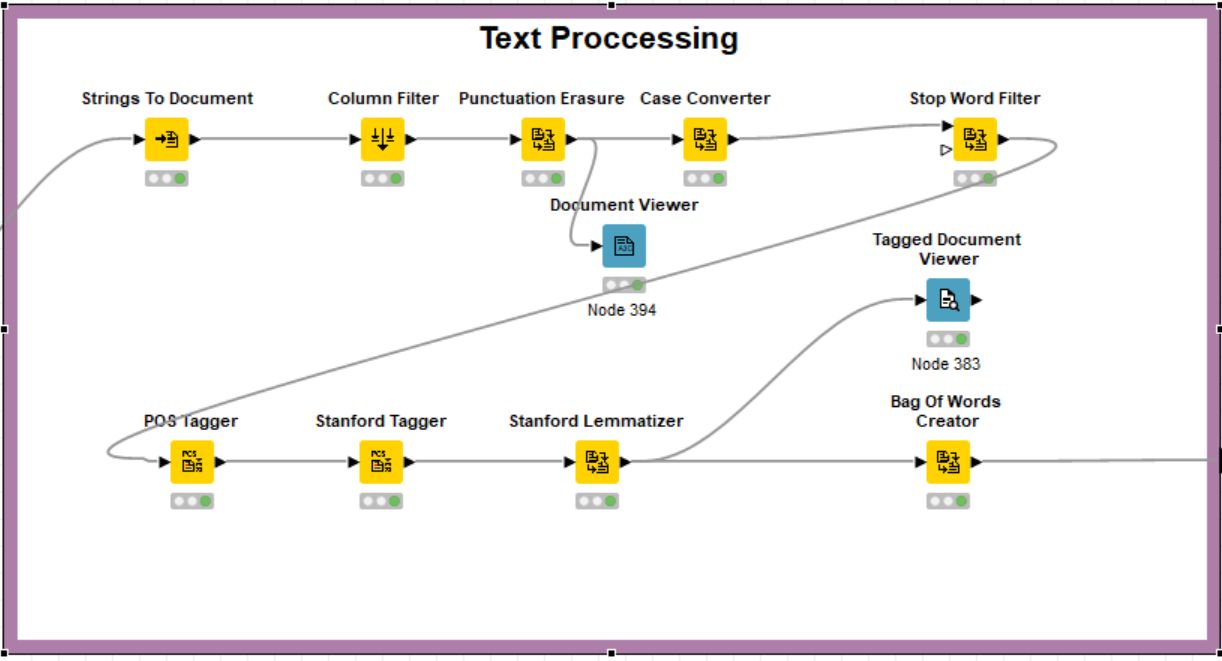 Text Proccessing
Strings To Document
Column Filter
Punctuation Erasure
Case Converter
Stop Word Filter
Document Viewer
Node 394
Tagged Document
Viewer
Node 383
POS Tagger
Stanford Tagger
Stanford Lemmatizer
Bag Of Words
Creator